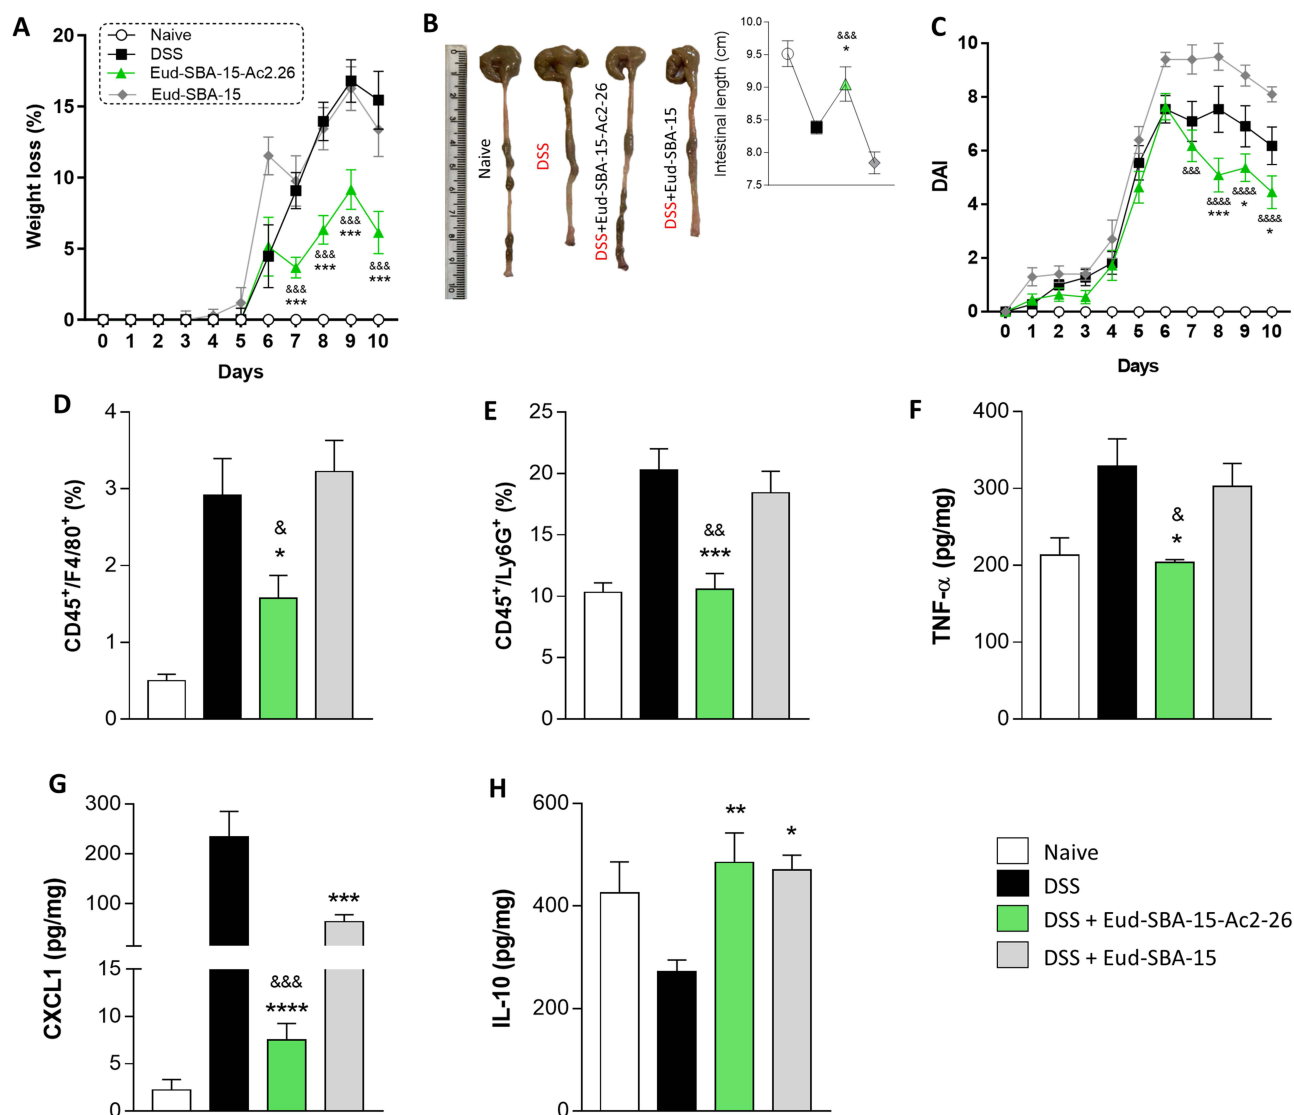 A
Weight loss (%)
20
15
10
5
0
Naive
DSS
Eud-SBA-15-Ac2.26
Eud-SBA-15
&&&
***
&&&
***
&&&
***
&&&
***
0 1 2 3 4 5 6 7 8 9 10
Days
B
Naive
DSS
DSS+Eud-SBA-15-Ac2-26
DSS+Eud-SBA-15
Intestinal length (cm)
10.0
9.5
9.0
8.5
8.0
7.5
&&&
*
C
DAI
10
8
6
4
2
0
&&&
&&&&
***
&&&&
*
&&&&
*
0 1 2 3 4 5 6 7 8 9 10
Days
D
CD45+/F4/80+ (%)
4
3
2
1
0
&
*
E
CD45+/Ly6G+ (%)
25
20
15
10
5
0
&&
***
F
TNF-α (pg/mg)
400
300
200
100
0
&
*
G
CXCL1 (pg/mg)
300
200
100
15
10
5
0
&&&
****
***
H
IL-10 (pg/mg)
600
400
200
0
**
*
Naive
DSS
DSS + Eud-SBA-15-Ac2-26
DSS + Eud-SBA-15